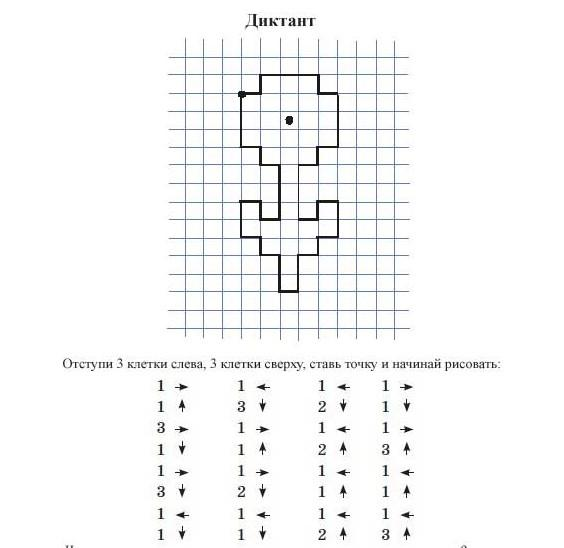 Диктант
Отступи 3 клетки слева, 3 клетки сверху, ставь точку и начинай рисовать:
1 → 1 ← 1 ← 1 →
1 ↑ 3 ↓ 2 ↓ 1 ↓
3 → 1 → 1 ← 1 →
1 ↓ 1 ↑ 2 ↑ 3 ↑
1 → 1 → 1 ← 1 ←
3 ↓ 2 ↓ 1 ↑ 1 ↑
1 ← 1 ← 1 ← 1 ←
1 ↓ 1 ↓ 2 ↑ 3 ↑